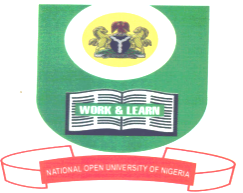 WORK & LEARN
NATIONAL OPEN UNIVERSITY OF NIGERIA